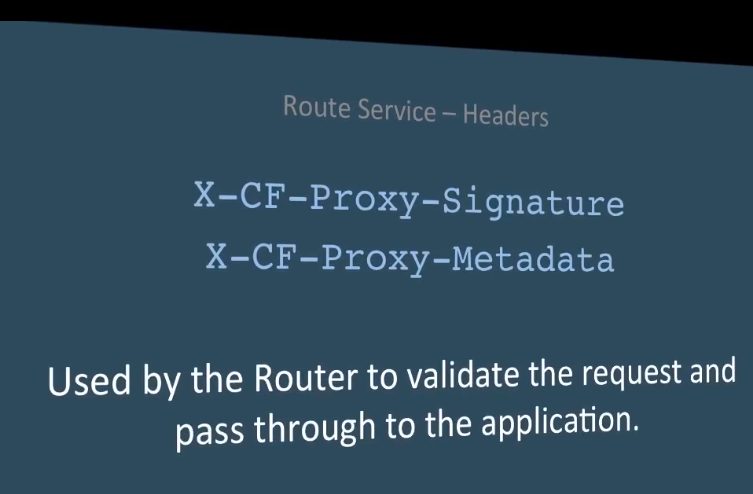 Route Service – Headers
X-CF-Proxy-Signature
X-CF-Proxy-Metadata
Used by the Router to validate the request and
pass through to the application.